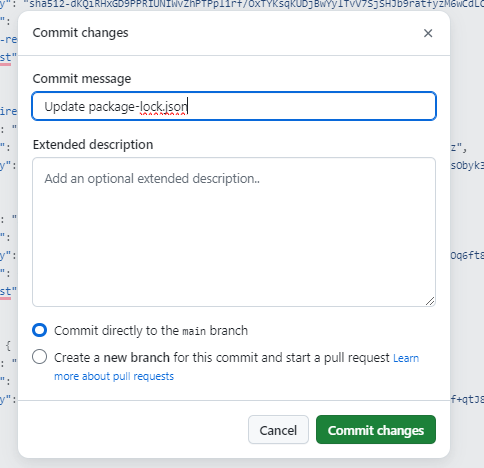 Commit changes
Commit message
Update package-lock.json
Extended description
Add an optional extended description..
Commit directly to the main branch
Create a new branch for this commit and start a pull request Learn
more about pull requests
Cancel
Commit changes